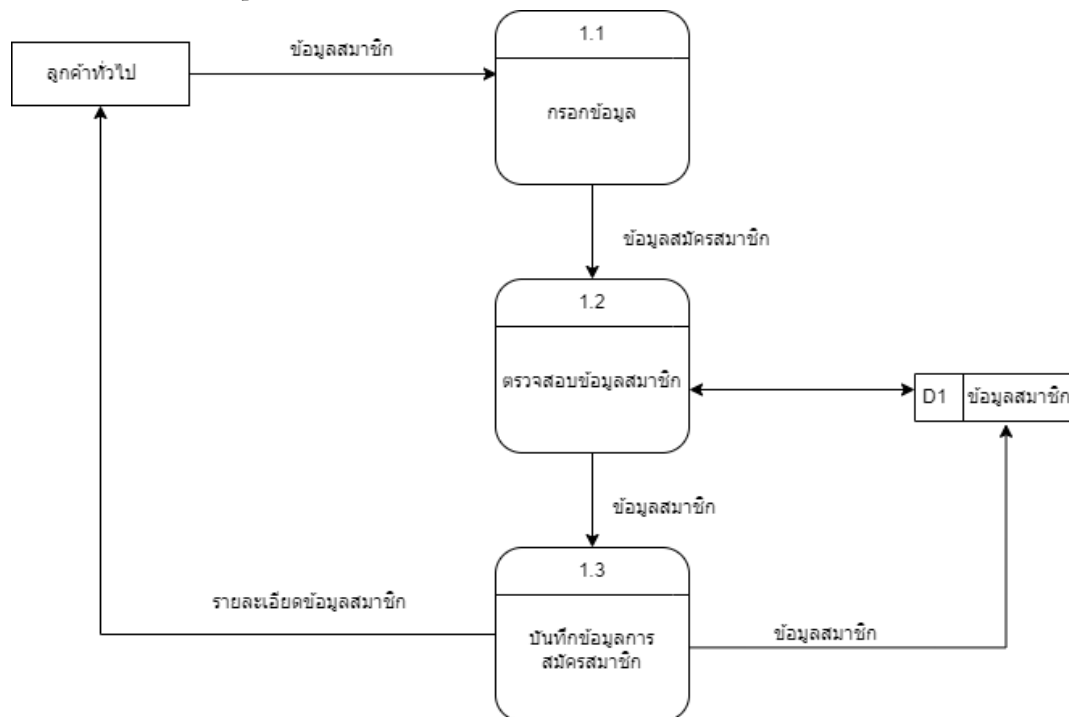 1.1
ข้อมูลสมาชิก
ลูกค้าทั่วไป
กรอกข้อมูล
ข้อมูลสมัครสมาชิก
1.2
ตรวจสอบข้อมูลสมาชิก
D1 ข้อมูลสมาชิก
ข้อมูลสมาชิก
1.3
รายละเอียดข้อมูลสมาชิก
ข้อมูลสมาชิก
บันทึกข้อมูลการ
สมัครสมาชิก